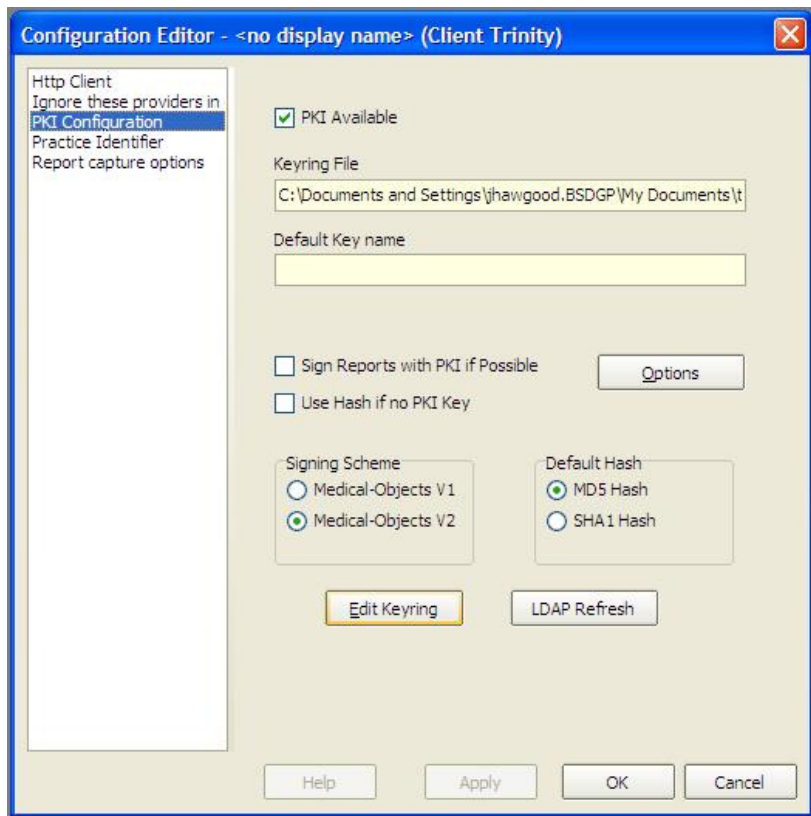 Configuration Editor - <no display name> (Client Trinity)
Http Client
Ignore these providers in
PKI Configuration
Practice Identifier
Report capture options
PKI Available
Keyring File
C:\Documents and Settings\jhawgood.BSDGP\My Documents\t
Default Key name
Sign Reports with PKI if Possible
Options
Use Hash if no PKI Key
Signing Scheme
Medical-Objects V1
Medical-Objects V2
Default Hash
MD5 Hash
SHA1 Hash
Edit Keyring
LDAP Refresh
Help
Apply
OK
Cancel